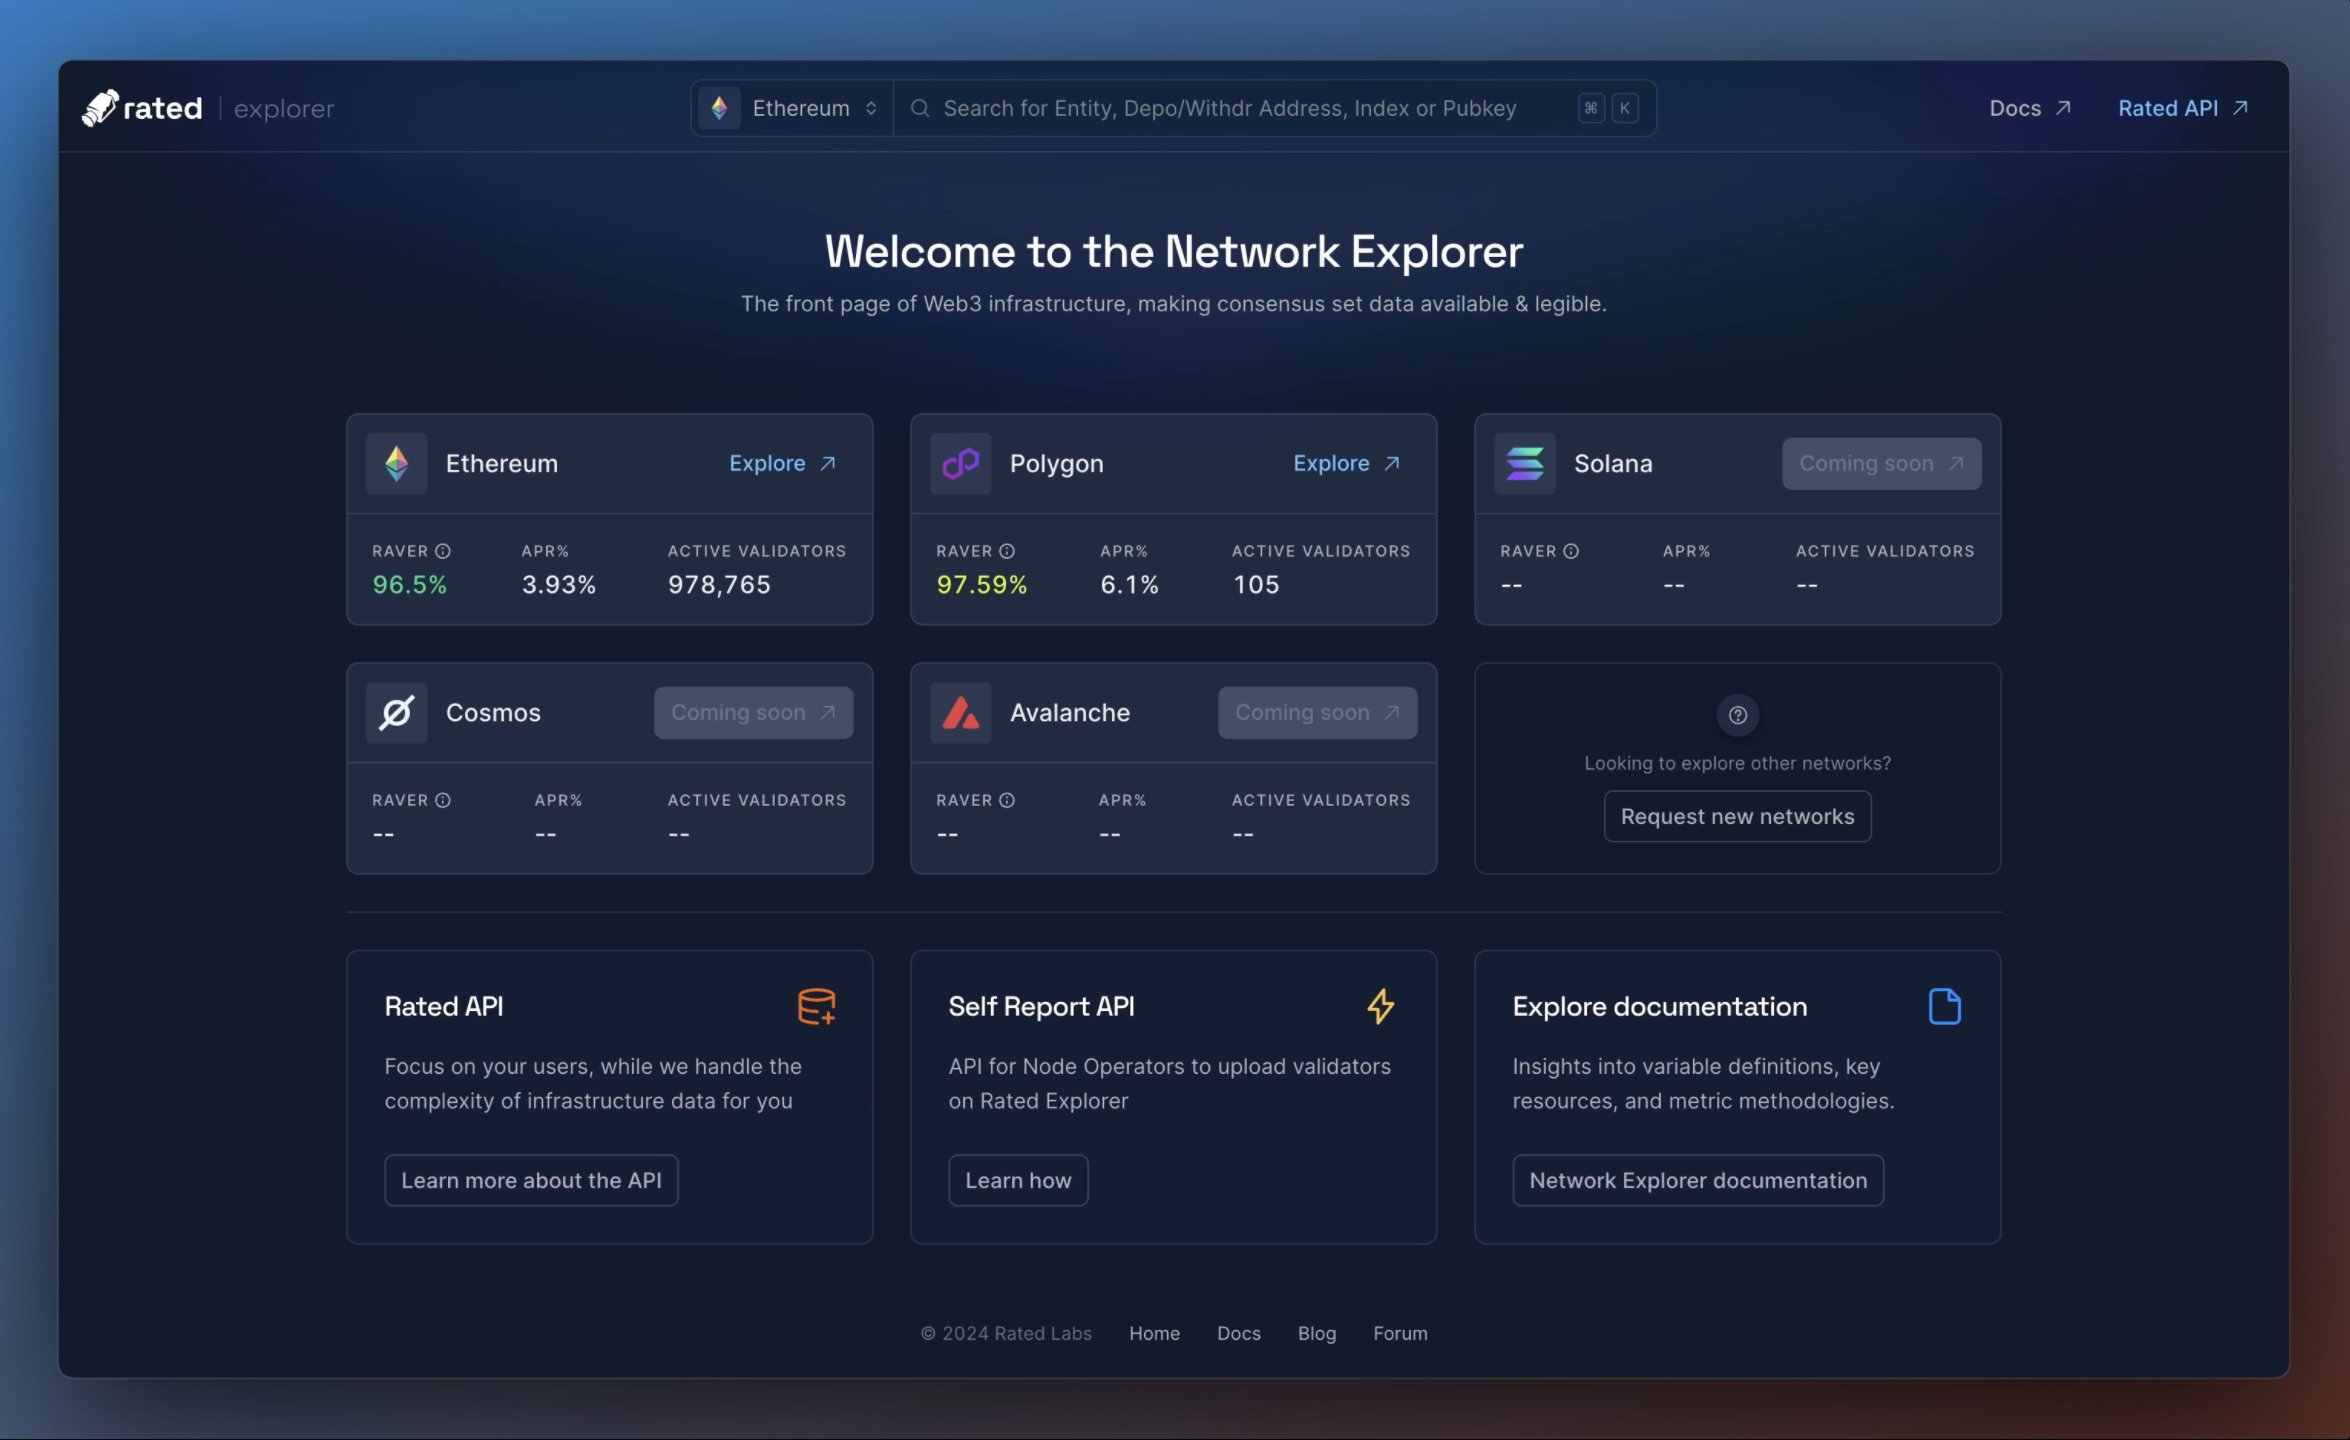 rated | explorer
Ethereum
Search for Entity, Depo/Withdr Address, Index or Pubkey
⌘ K
Docs
Rated API
Welcome to the Network Explorer
The front page of Web3 infrastructure, making consensus set data available & legible.
Ethereum
Explore
RAVER APR% ACTIVE VALIDATORS
96.5% 3.93% 978,765
Polygon
Explore
RAVER APR% ACTIVE VALIDATORS
97.59% 6.1% 105
Solana
Coming soon
RAVER APR% ACTIVE VALIDATORS
-- -- --
Cosmos
Coming soon
RAVER APR% ACTIVE VALIDATORS
-- -- --
Avalanche
Coming soon
RAVER APR% ACTIVE VALIDATORS
-- -- --
Looking to explore other networks?
Request new networks
Rated API
Focus on your users, while we handle the
complexity of infrastructure data for you
Learn more about the API
Self Report API
API for Node Operators to upload validators
on Rated Explorer
Learn how
Explore documentation
Insights into variable definitions, key
resources, and metric methodologies.
Network Explorer documentation
© 2024 Rated Labs Home Docs Blog Forum